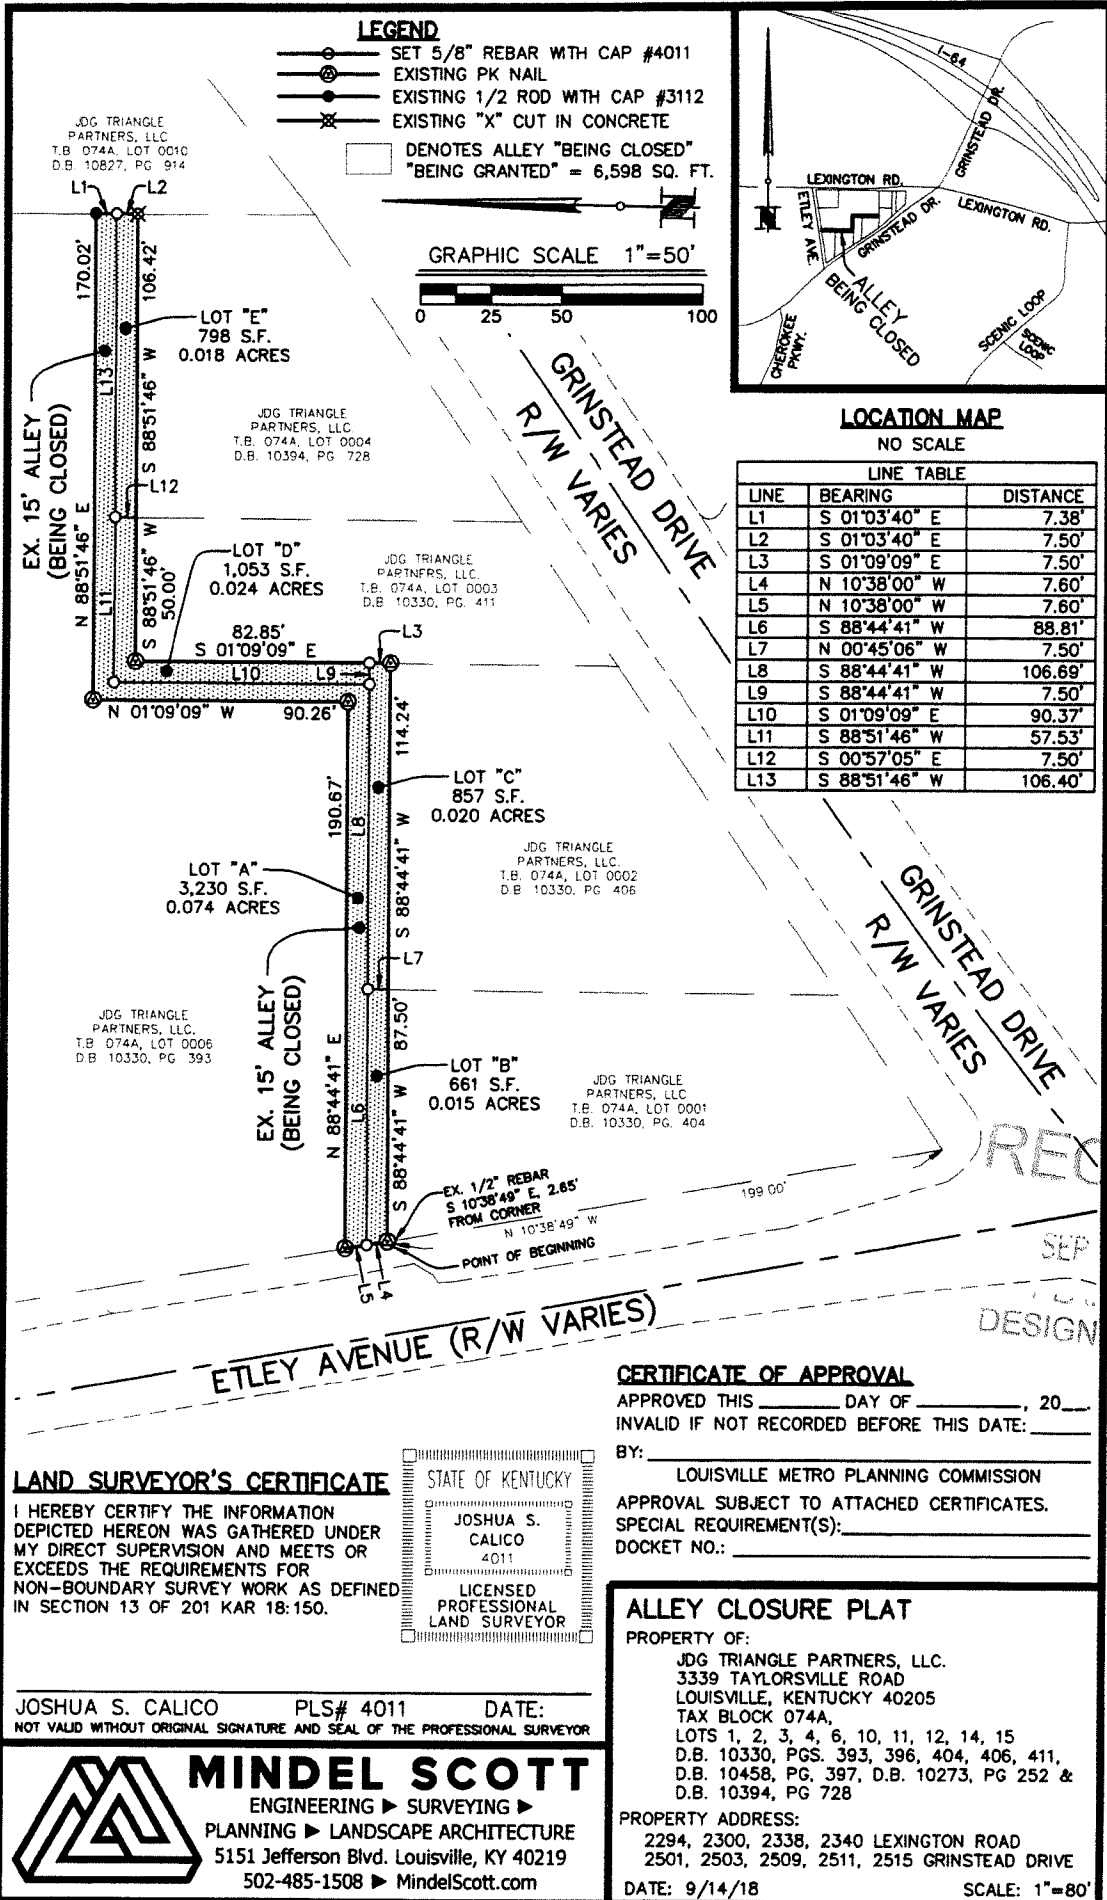 LEGEND
SET 5/8" REBAR WITH CAP #4011
EXISTING PK NAIL
EXISTING 1/2 ROD WITH CAP #3112
EXISTING "X" CUT IN CONCRETE
DENOTES ALLEY "BEING CLOSED"
"BEING GRANTED" = 6,598 SQ. FT.
GRAPHIC SCALE 1"=50'
0 25 50 100
JDG TRIANGLE
PARTNERS, LLC
T.B. 074A, LOT 0010
D.B. 10827, PG 914
L1
L2
170.02'
106.42'
LOT "E"
798 S.F.
0.018 ACRES
L13
S 88°51'46" W
EX. 15' ALLEY
(BEING CLOSED)
N 88°51'46" E
JDG TRIANGLE
PARTNERS, LLC.
T.B. 074A, LOT 0004
D.B. 10394, PG 728
L12
L11
S 88°51'46" W
50.00'
LOT "D"
1,053 S.F.
0.024 ACRES
JDG TRIANGLE
PARTNERS, LLC.
T.B. 074A, LOT 0003
D.B 10330, PG. 411
82.85'
S 01°09'09" E
L3
L10
L9
N 01°09'09" W 90.26'
114.24'
190.67'
L8
LOT "C"
857 S.F.
0.020 ACRES
S 88°44'41" W
JDG TRIANGLE
PARTNERS, LLC.
T.B. 074A, LOT 0002
D.B 10330, PG 406
LOT "A"
3,230 S.F.
0.074 ACRES
L7
EX. 15' ALLEY
(BEING CLOSED)
JDG TRIANGLE
PARTNERS, LLC.
T.B 074A, LOT 0006
D.B 10330, PG 393
N 88°44'41" E
L6
87.50'
S 88°44'41" W
LOT "B"
661 S.F.
0.015 ACRES
JDG TRIANGLE
PARTNERS, LLC
T.B. 074A, LOT 0001
D.B. 10330, PG. 404
EX. 1/2" REBAR
S 10°38'49" E, 2.65'
FROM CORNER
N 10°38'49" W
199.00'
POINT OF BEGINNING
L5
L4
GRINSTEAD DRIVE
R/W VARIES
GRINSTEAD DRIVE
R/W VARIES
ETLEY AVENUE (R/W VARIES)
I-64
GRINSTEAD DR.
LEXINGTON RD.
LEXINGTON RD.
ETLEY AVE.
GRINSTEAD DR.
ALLEY
BEING CLOSED
CHEROKEE
PKWY.
SCENIC LOOP
SCENIC
LOOP
LOCATION MAP
NO SCALE
LINE TABLE
LINE BEARING DISTANCE
L1 S 01°03'40" E 7.38'
L2 S 01°03'40" E 7.50'
L3 S 01°09'09" E 7.50'
L4 N 10°38'00" W 7.60'
L5 N 10°38'00" W 7.60'
L6 S 88°44'41" W 88.81'
L7 N 00°45'06" W 7.50'
L8 S 88°44'41" W 106.69'
L9 S 88°44'41" W 7.50'
L10 S 01°09'09" E 90.37'
L11 S 88°51'46" W 57.53'
L12 S 00°57'05" E 7.50'
L13 S 88°51'46" W 106.40'
REC
SEP
DESIGN
CERTIFICATE OF APPROVAL
APPROVED THIS ________ DAY OF ________, 20__.
INVALID IF NOT RECORDED BEFORE THIS DATE: ______
BY: ______
LOUISVILLE METRO PLANNING COMMISSION
APPROVAL SUBJECT TO ATTACHED CERTIFICATES.
SPECIAL REQUIREMENT(S): ______
DOCKET NO.: ______
LAND SURVEYOR'S CERTIFICATE
I HEREBY CERTIFY THE INFORMATION
DEPICTED HEREON WAS GATHERED UNDER
MY DIRECT SUPERVISION AND MEETS OR
EXCEEDS THE REQUIREMENTS FOR
NON-BOUNDARY SURVEY WORK AS DEFINED
IN SECTION 13 OF 201 KAR 18:150.
STATE OF KENTUCKY
JOSHUA S.
CALICO
4011
LICENSED
PROFESSIONAL
LAND SURVEYOR
JOSHUA S. CALICO PLS# 4011 DATE:
NOT VALID WITHOUT ORIGINAL SIGNATURE AND SEAL OF THE PROFESSIONAL SURVEYOR
MINDEL SCOTT
ENGINEERING ▶ SURVEYING ▶
PLANNING ▶ LANDSCAPE ARCHITECTURE
5151 Jefferson Blvd. Louisville, KY 40219
502-485-1508 ▶ MindelScott.com
ALLEY CLOSURE PLAT
PROPERTY OF:
JDG TRIANGLE PARTNERS, LLC.
3339 TAYLORSVILLE ROAD
LOUISVILLE, KENTUCKY 40205
TAX BLOCK 074A,
LOTS 1, 2, 3, 4, 6, 10, 11, 12, 14, 15
D.B. 10330, PGS. 393, 396, 404, 406, 411,
D.B. 10458, PG, 397, D.B. 10273, PG 252 &
D.B. 10394, PG 728
PROPERTY ADDRESS:
2294, 2300, 2338, 2340 LEXINGTON ROAD
2501, 2503, 2509, 2511, 2515 GRINSTEAD DRIVE
DATE: 9/14/18 SCALE: 1"=80'